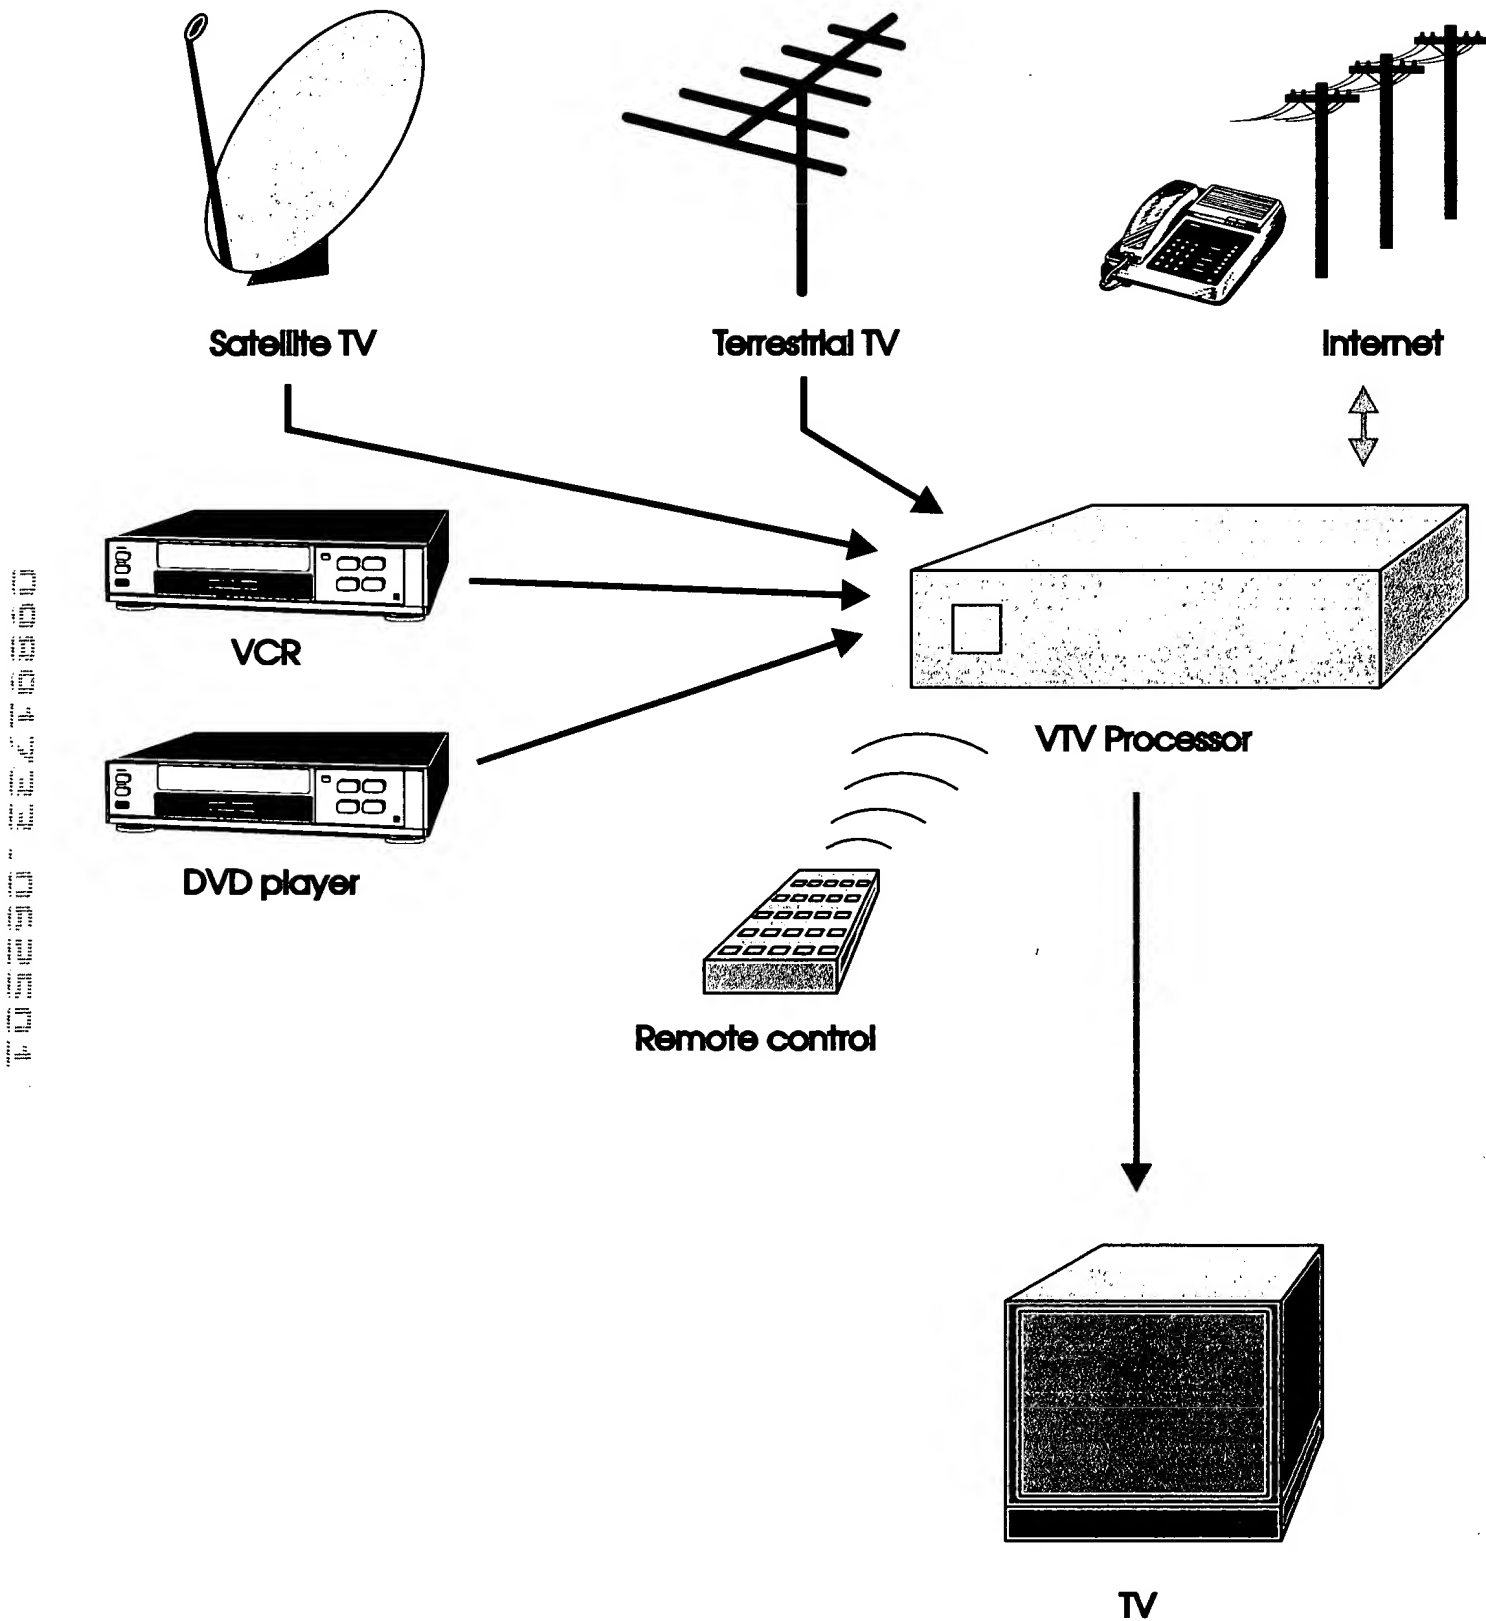 Satellite TV
Terrestrial TV
Internet
VCR
VTV Processor
DVD player
Remote control
TV